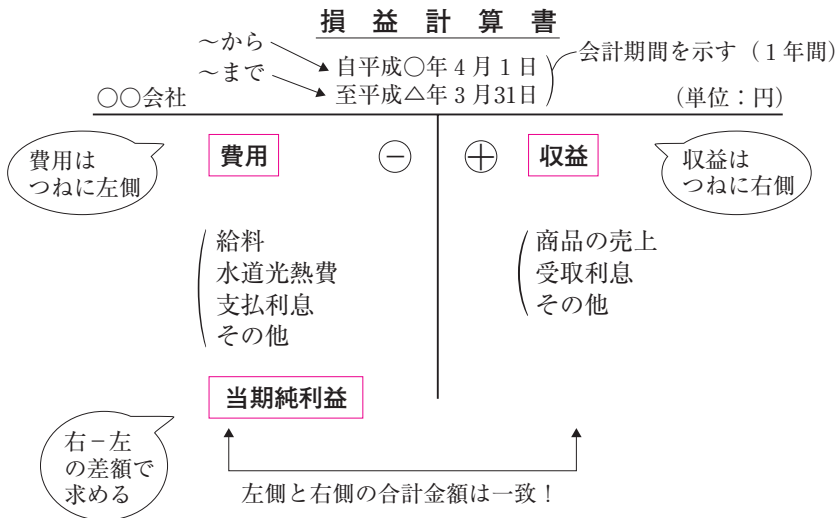 損益計算書
～から
～まで
自平成○年4月1日
至平成△年3月31日
会計期間を示す（1年間）
○○会社
（単位：円）
費用は
つねに左側
費用
－
＋
収益
収益は
つねに右側
給料
水道光熱費
支払利息
その他
商品の売上
受取利息
その他
当期純利益
右－左
の差額で
求める
左側と右側の合計金額は一致！